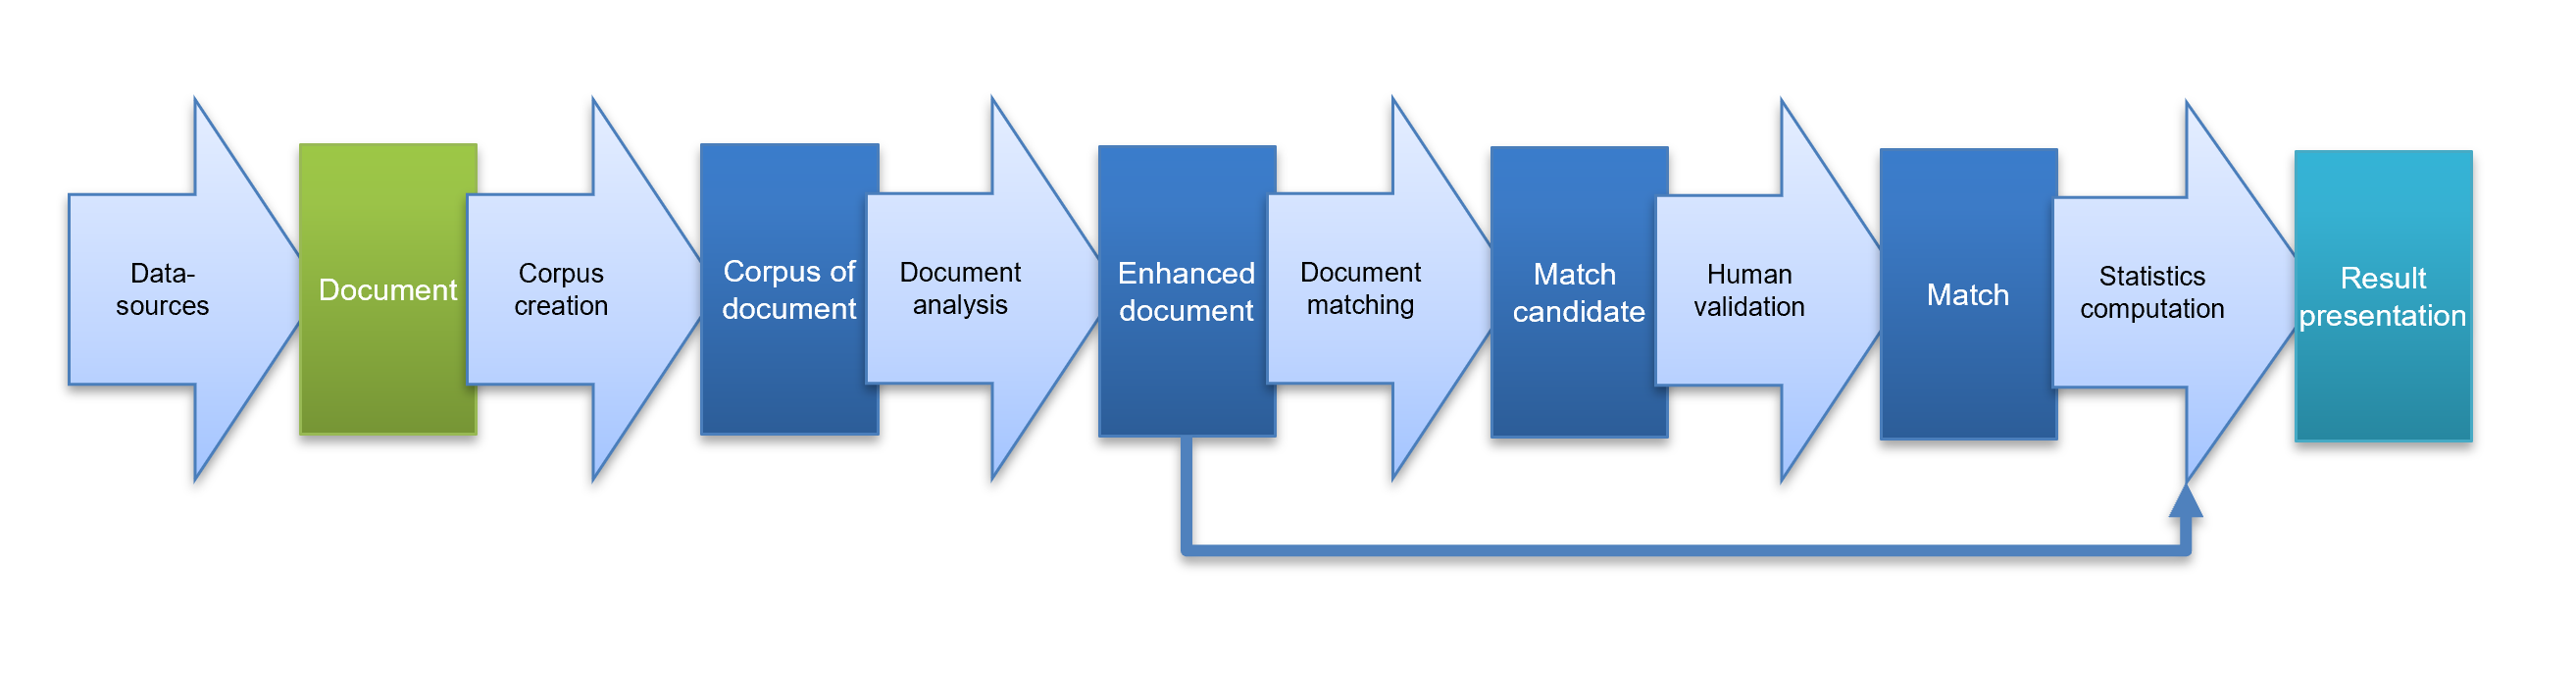 Data-
sources
Document
Corpus
creation
Corpus of
document
Document
analysis
Enhanced
document
Document
matching
Match
candidate
Human
validation
Match
Statistics
computation
Result
presentation